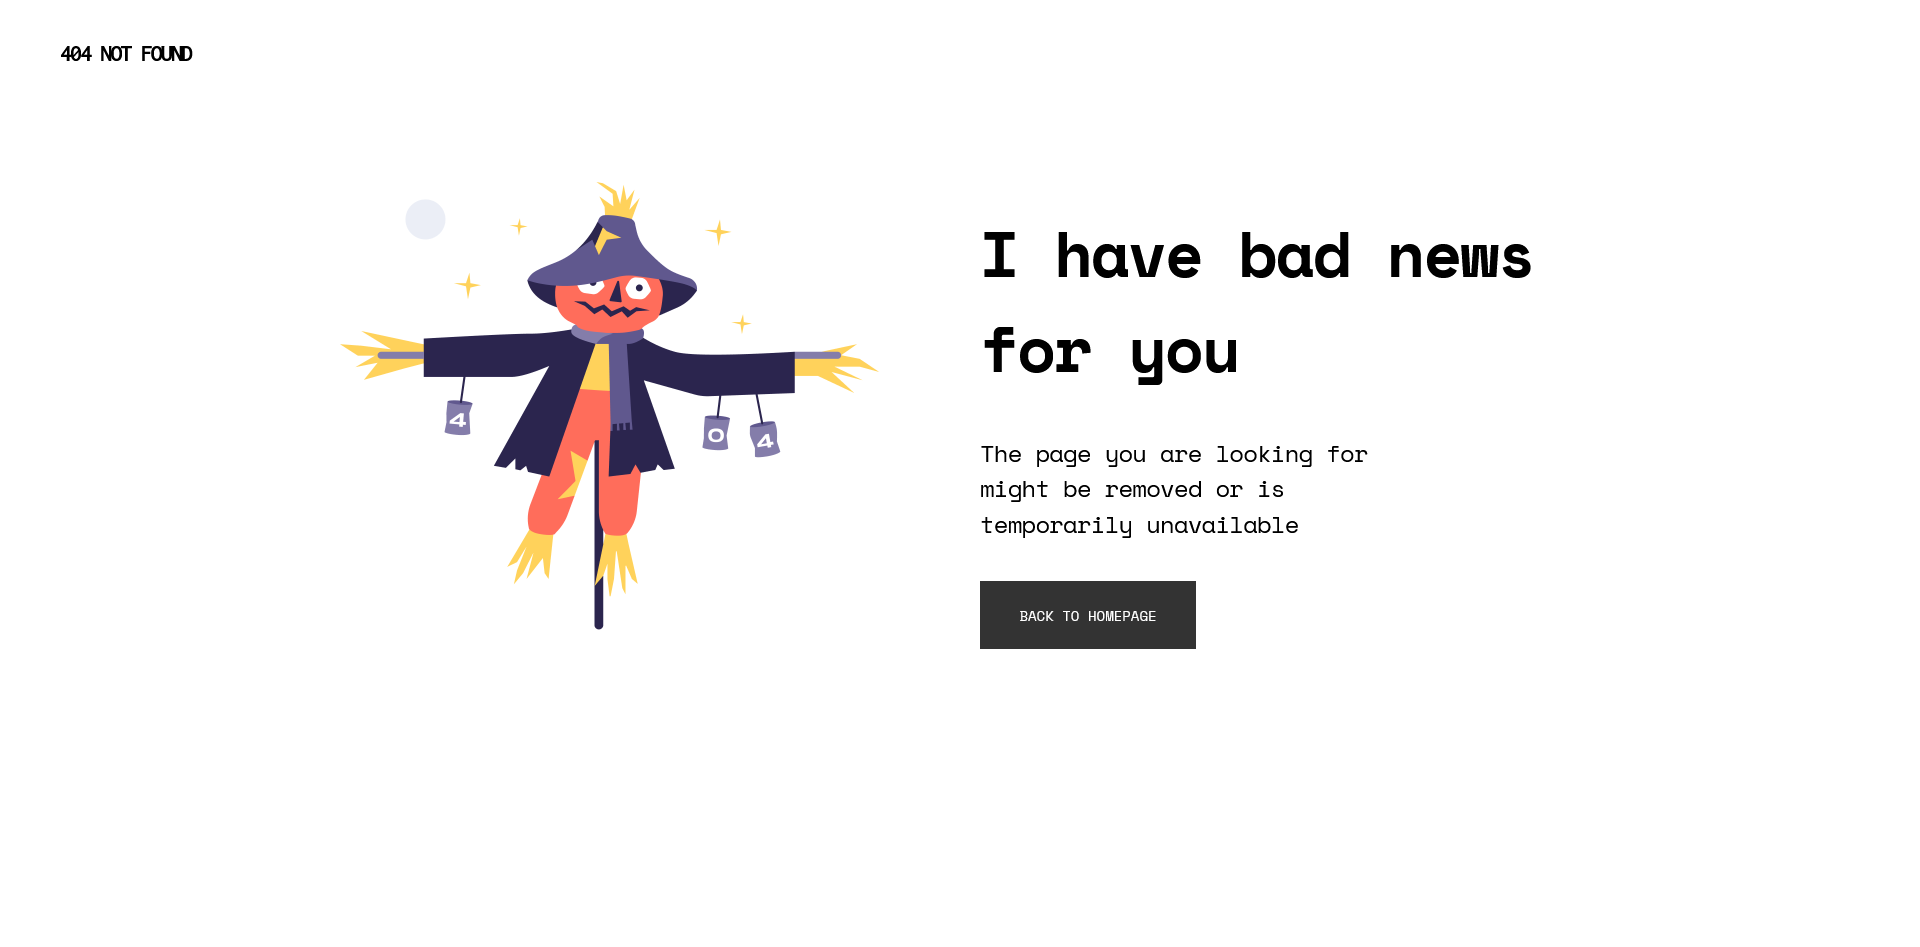 404 NOT FOUND
4
0
4
I have bad news
for you
The page you are looking for
might be removed or is
temporarily unavailable
BACK TO HOMEPAGE